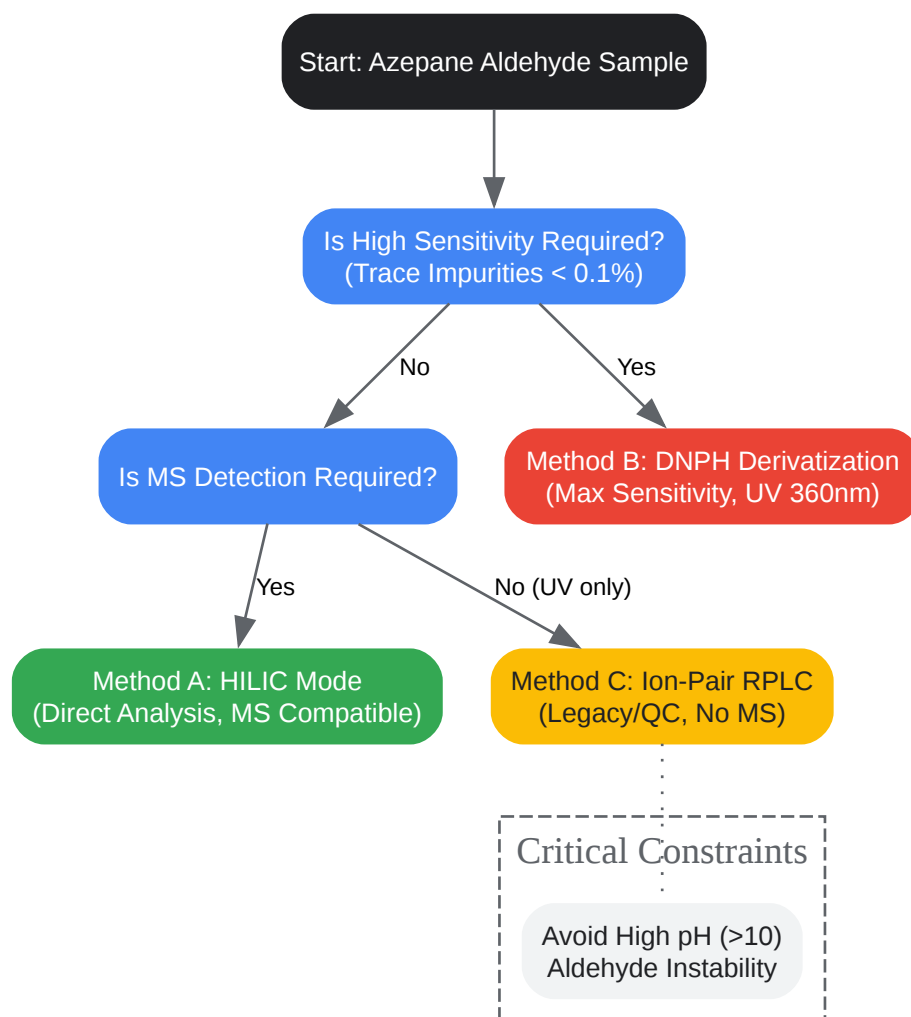 Start: Azepane Aldehyde Sample
Is High Sensitivity Required?
(Trace Impurities < 0.1%)
No
Yes
Is MS Detection Required?
Method B: DNPH Derivatization
(Max Sensitivity, UV 360nm)
Yes
No (UV only)
Method A: HILIC Mode
(Direct Analysis, MS Compatible)
Method C: Ion-Pair RPLC
(Legacy/QC, No MS)
Critical Constraints
Avoid High pH (>10)
Aldehyde Instability